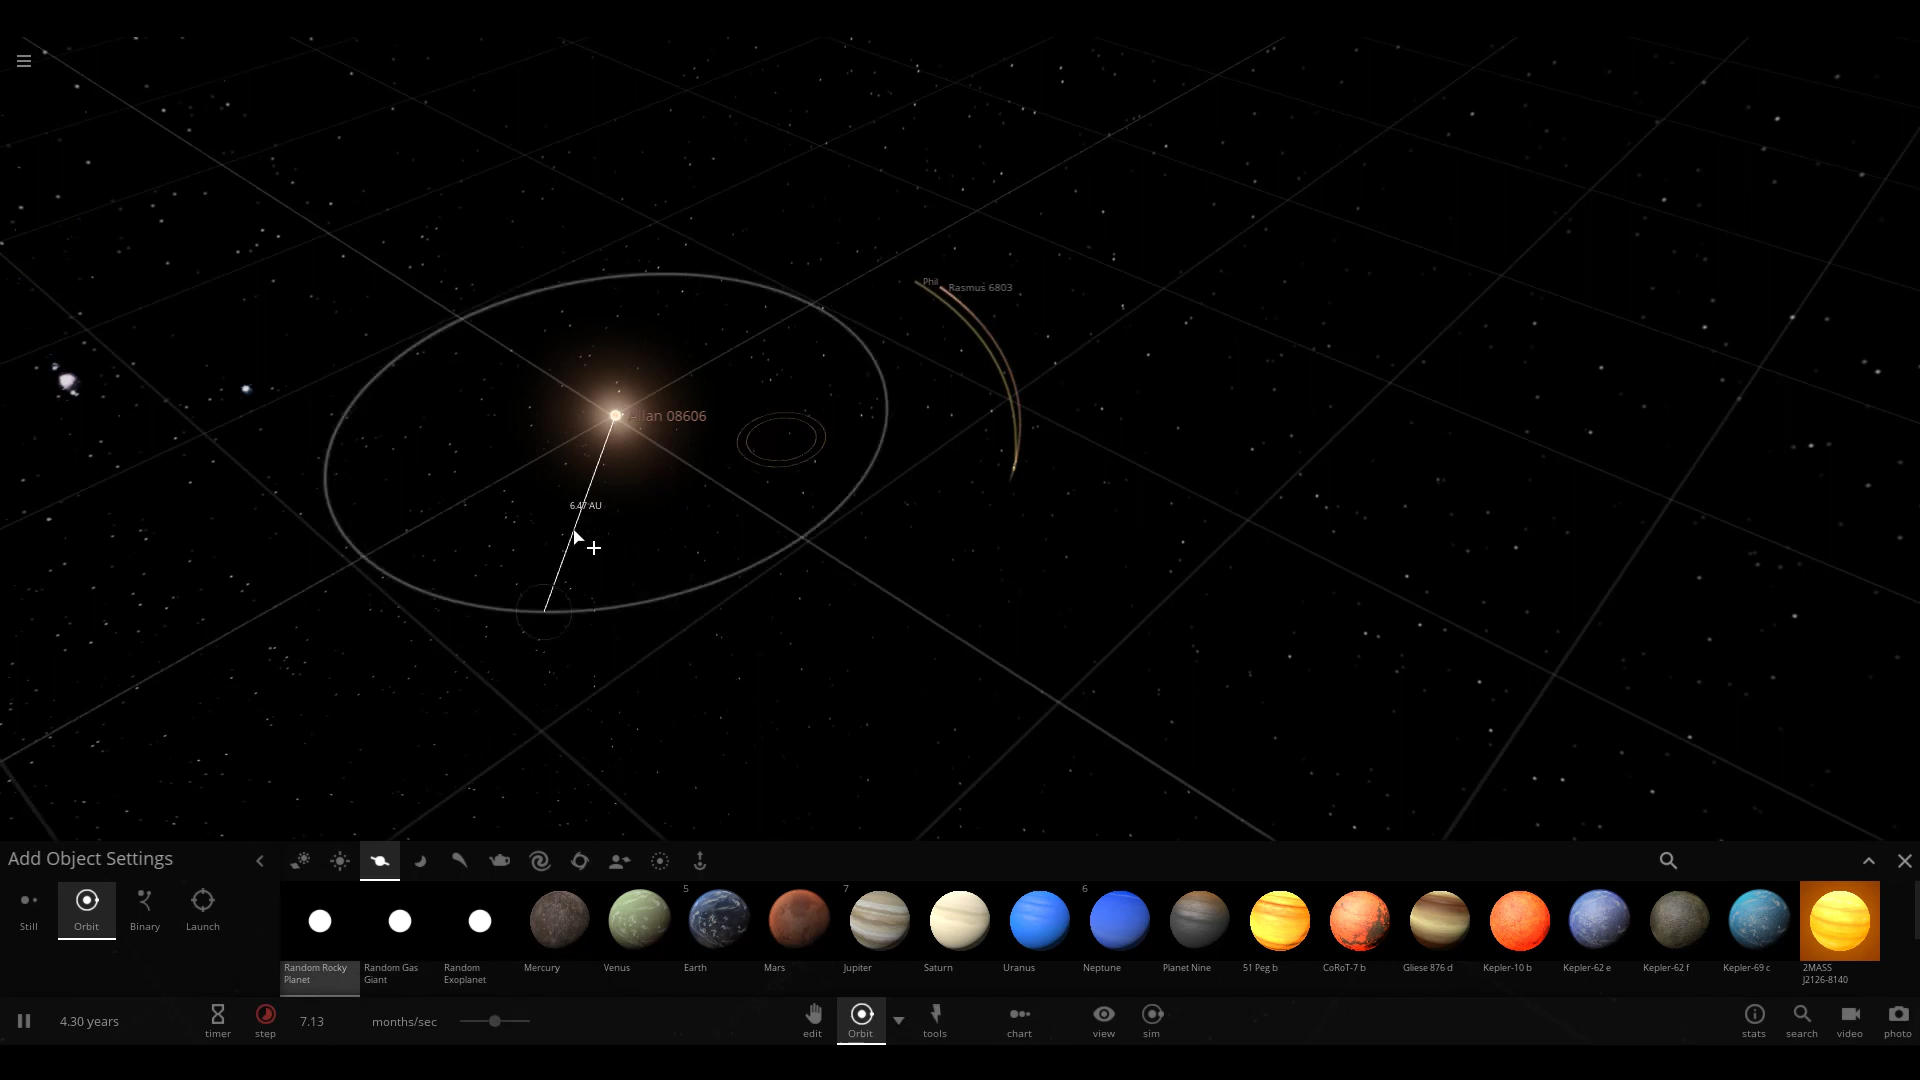 Phil
Rasmus 6803
Allan 08606
6.47 AU
Add Object Settings
Still
Orbit
Binary
Launch
5
7
6
Random Rocky
Planet
Random Gas
Giant
Random
Exoplanet
Mercury
Venus
Earth
Mars
Jupiter
Saturn
Uranus
Neptune
Planet Nine
51 Peg b
CoRoT-7 b
Gliese 876 d
Kepler-10 b
Kepler-62 e
Kepler-62 f
Kepler-69 c
2MASS
J2126-8140
4.30 years
timer
step
7.13
months/sec
edit
Orbit
tools
chart
view
sim
stats
search
video
photo